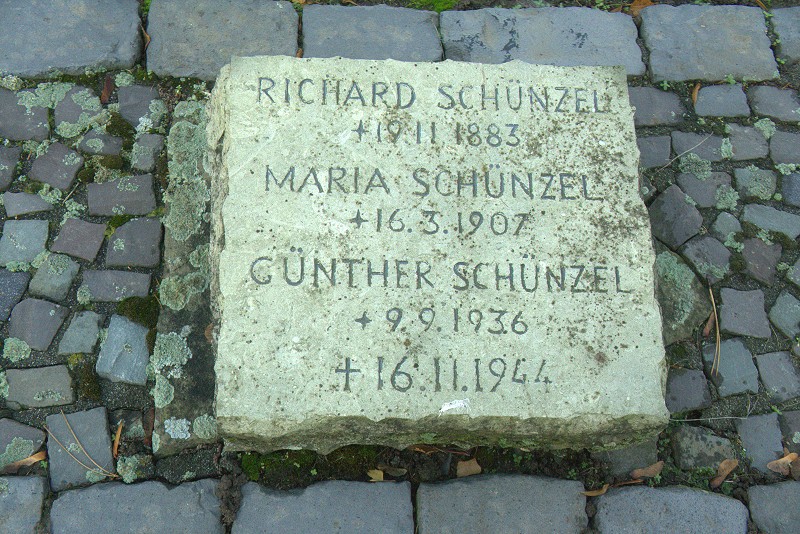 RICHARD SCHÜNZEL
+19.11.1883
MARIA SCHÜNZEL
+16.3.1907
GÜNTHER SCHÜNZEL
+9.9.1936
+16.11.1944